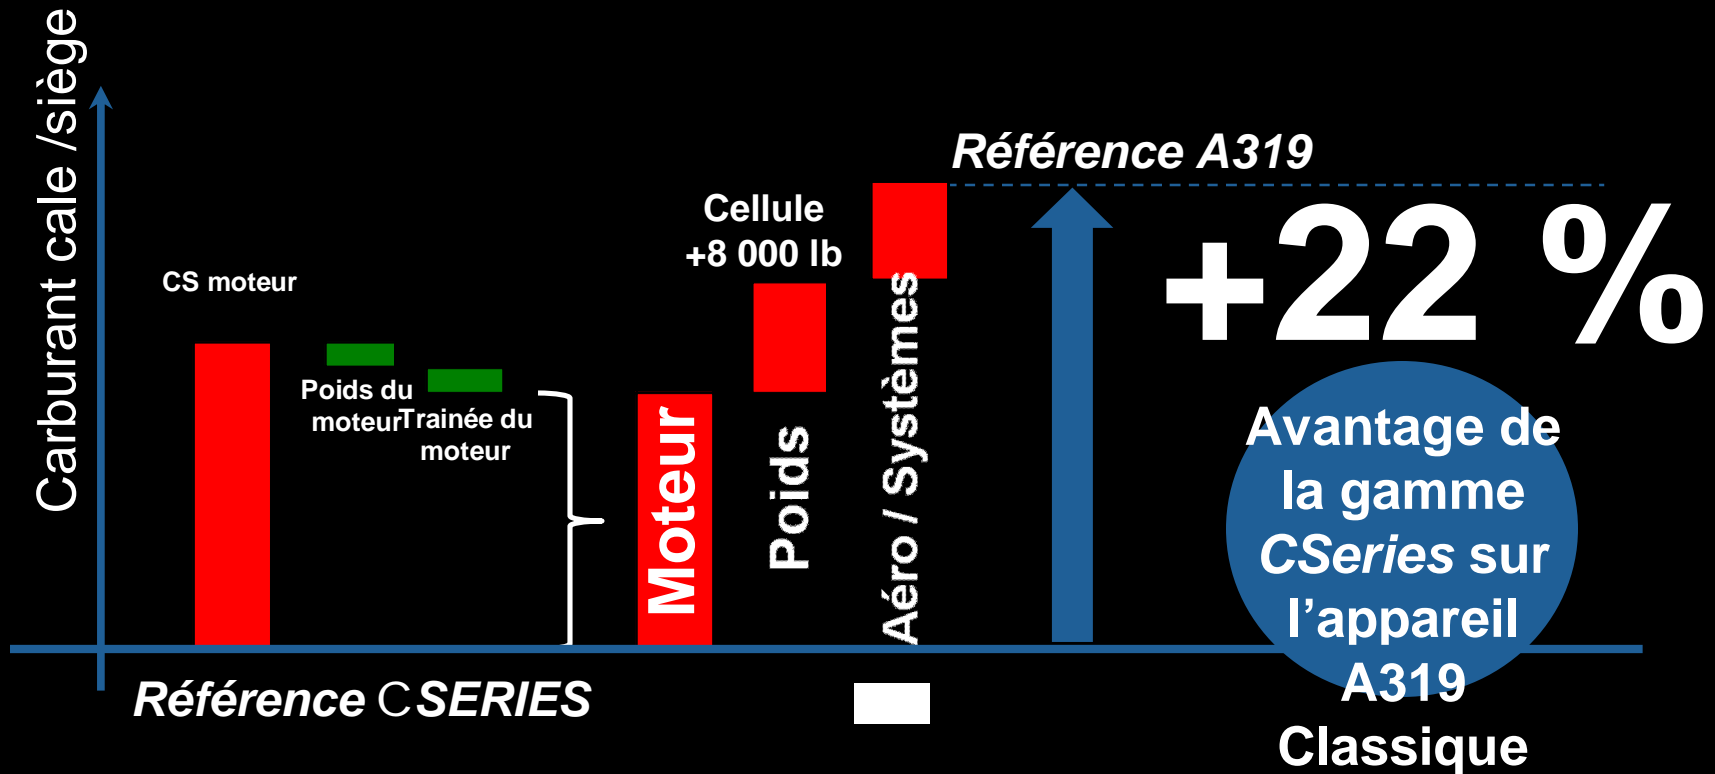 Carburant cale /siège
CS moteur
Poids du
moteur
Trainée du
moteur
Moteur
Cellule
+8 000 lb
Poids
Aéro / Systèmes
Référence A319
+22 %
Avantage de
la gamme
CSeries sur
l’appareil
A319
Classique
Référence CSERIES